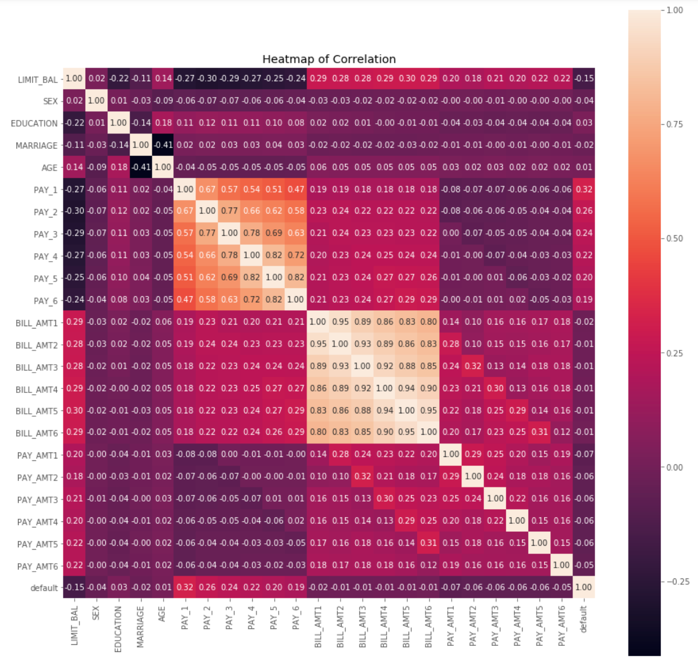 Heatmap of Correlation
LIMIT_BAL 1.00 0.02 -0.22 -0.11 0.14 -0.27 -0.30 -0.29 -0.27 -0.25 -0.24 0.29 0.28 0.28 0.29 0.30 0.29 0.20 0.18 0.21 0.20 0.22 0.22 -0.15
SEX 0.02 1.00 0.01 -0.03 -0.09 -0.06 -0.07 -0.07 -0.06 -0.06 -0.04 -0.03 -0.03 -0.02 -0.02 -0.02 -0.02 -0.00 -0.00 -0.01 -0.00 -0.00 -0.00 -0.04
EDUCATION -0.22 0.01 1.00 -0.14 0.18 0.11 0.12 0.11 0.11 0.10 0.08 0.02 0.02 0.01 -0.00 -0.01 -0.01 -0.04 -0.03 -0.04 -0.04 -0.04 -0.04 0.03
MARRIAGE -0.11 -0.03 -0.14 1.00 -0.41 0.02 0.02 0.03 0.03 0.04 0.03 -0.02 -0.02 -0.02 -0.02 -0.03 -0.02 -0.01 -0.01 -0.00 -0.01 -0.00 -0.01 -0.02
AGE 0.14 -0.09 0.18 -0.41 1.00 -0.04 -0.05 -0.05 -0.05 -0.05 -0.05 0.06 0.05 0.05 0.05 0.05 0.05 0.03 0.02 0.03 0.02 0.02 0.02 0.01
PAY_1 -0.27 -0.06 0.11 0.02 -0.04 1.00 0.67 0.57 0.54 0.51 0.47 0.19 0.19 0.18 0.18 0.18 0.18 -0.08 -0.07 -0.07 -0.06 -0.06 -0.06 0.32
PAY_2 -0.30 -0.07 0.12 0.02 -0.05 0.67 1.00 0.77 0.66 0.62 0.58 0.23 0.24 0.22 0.22 0.22 0.22 -0.08 -0.06 -0.06 -0.05 -0.04 -0.04 0.26
PAY_3 -0.29 -0.07 0.11 0.03 -0.05 0.57 0.77 1.00 0.78 0.69 0.63 0.21 0.24 0.23 0.23 0.23 0.22 0.00 -0.07 -0.05 -0.05 -0.04 -0.04 0.24
PAY_4 -0.27 -0.06 0.11 0.03 -0.05 0.54 0.66 0.78 1.00 0.82 0.72 0.20 0.23 0.24 0.25 0.24 0.24 -0.01 -0.00 -0.07 -0.04 -0.03 -0.03 0.22
PAY_5 -0.25 -0.06 0.10 0.04 -0.05 0.51 0.62 0.69 0.82 1.00 0.82 0.21 0.23 0.24 0.27 0.27 0.26 -0.01 -0.00 0.01 -0.06 -0.03 -0.02 0.20
PAY_6 -0.24 -0.04 0.08 0.03 -0.05 0.47 0.58 0.63 0.72 0.82 1.00 0.21 0.23 0.24 0.27 0.29 0.29 -0.00 -0.01 0.01 0.02 -0.05 -0.03 0.19
BILL_AMT1 0.29 -0.03 0.02 -0.02 0.06 0.19 0.23 0.21 0.20 0.21 0.21 1.00 0.95 0.89 0.86 0.83 0.80 0.14 0.10 0.16 0.16 0.17 0.18 -0.02
BILL_AMT2 0.28 -0.03 0.02 -0.02 0.05 0.19 0.24 0.24 0.23 0.23 0.23 0.95 1.00 0.93 0.89 0.86 0.83 0.28 0.10 0.15 0.15 0.16 0.17 -0.01
BILL_AMT3 0.28 -0.02 0.01 -0.02 0.05 0.18 0.22 0.23 0.24 0.24 0.24 0.89 0.93 1.00 0.92 0.88 0.85 0.24 0.32 0.13 0.14 0.18 0.18 -0.01
BILL_AMT4 0.29 -0.02 -0.00 -0.02 0.05 0.18 0.22 0.23 0.25 0.27 0.27 0.86 0.89 0.92 1.00 0.94 0.90 0.23 0.21 0.30 0.13 0.16 0.18 -0.01
BILL_AMT5 0.30 -0.02 -0.01 -0.03 0.05 0.18 0.22 0.23 0.24 0.27 0.29 0.83 0.86 0.88 0.94 1.00 0.95 0.22 0.18 0.25 0.29 0.14 0.16 -0.01
BILL_AMT6 0.29 -0.02 -0.01 -0.02 0.05 0.18 0.22 0.22 0.24 0.26 0.29 0.80 0.83 0.85 0.90 0.95 1.00 0.20 0.17 0.23 0.25 0.31 0.12 -0.01
PAY_AMT1 0.20 -0.00 -0.04 -0.01 0.03 -0.08 -0.08 0.00 -0.01 -0.01 -0.00 0.14 0.28 0.24 0.23 0.22 0.20 1.00 0.29 0.25 0.20 0.15 0.19 -0.07
PAY_AMT2 0.18 -0.00 -0.03 -0.01 0.02 -0.07 -0.06 -0.07 -0.00 -0.00 -0.01 0.10 0.10 0.32 0.21 0.18 0.17 0.29 1.00 0.24 0.18 0.18 0.16 -0.06
PAY_AMT3 0.21 -0.01 -0.04 -0.00 0.03 -0.07 -0.06 -0.05 -0.07 0.01 0.01 0.16 0.15 0.13 0.30 0.25 0.23 0.25 0.24 1.00 0.22 0.16 0.16 -0.06
PAY_AMT4 0.20 -0.00 -0.04 -0.01 0.02 -0.06 -0.05 -0.05 -0.04 -0.06 0.02 0.16 0.15 0.14 0.13 0.29 0.25 0.20 0.18 0.22 1.00 0.15 0.16 -0.06
PAY_AMT5 0.22 -0.00 -0.04 -0.00 0.02 -0.06 -0.04 -0.04 -0.03 -0.03 -0.05 0.17 0.16 0.18 0.16 0.14 0.31 0.15 0.18 0.16 0.15 1.00 0.15 -0.06
PAY_AMT6 0.22 -0.00 -0.04 -0.01 0.02 -0.06 -0.04 -0.04 -0.03 -0.02 -0.03 0.18 0.17 0.18 0.18 0.16 0.12 0.19 0.16 0.16 0.16 0.15 1.00 -0.05
default -0.15 -0.04 0.03 -0.02 0.01 0.32 0.26 0.24 0.22 0.20 0.19 -0.02 -0.01 -0.01 -0.01 -0.01 -0.01 -0.07 -0.06 -0.06 -0.06 -0.06 -0.05 1.00
LIMIT_BAL SEX EDUCATION MARRIAGE AGE PAY_1 PAY_2 PAY_3 PAY_4 PAY_5 PAY_6 BILL_AMT1 BILL_AMT2 BILL_AMT3 BILL_AMT4 BILL_AMT5 BILL_AMT6 PAY_AMT1 PAY_AMT2 PAY_AMT3 PAY_AMT4 PAY_AMT5 PAY_AMT6 default
1.00
0.75
0.50
0.25
0.00
−0.25